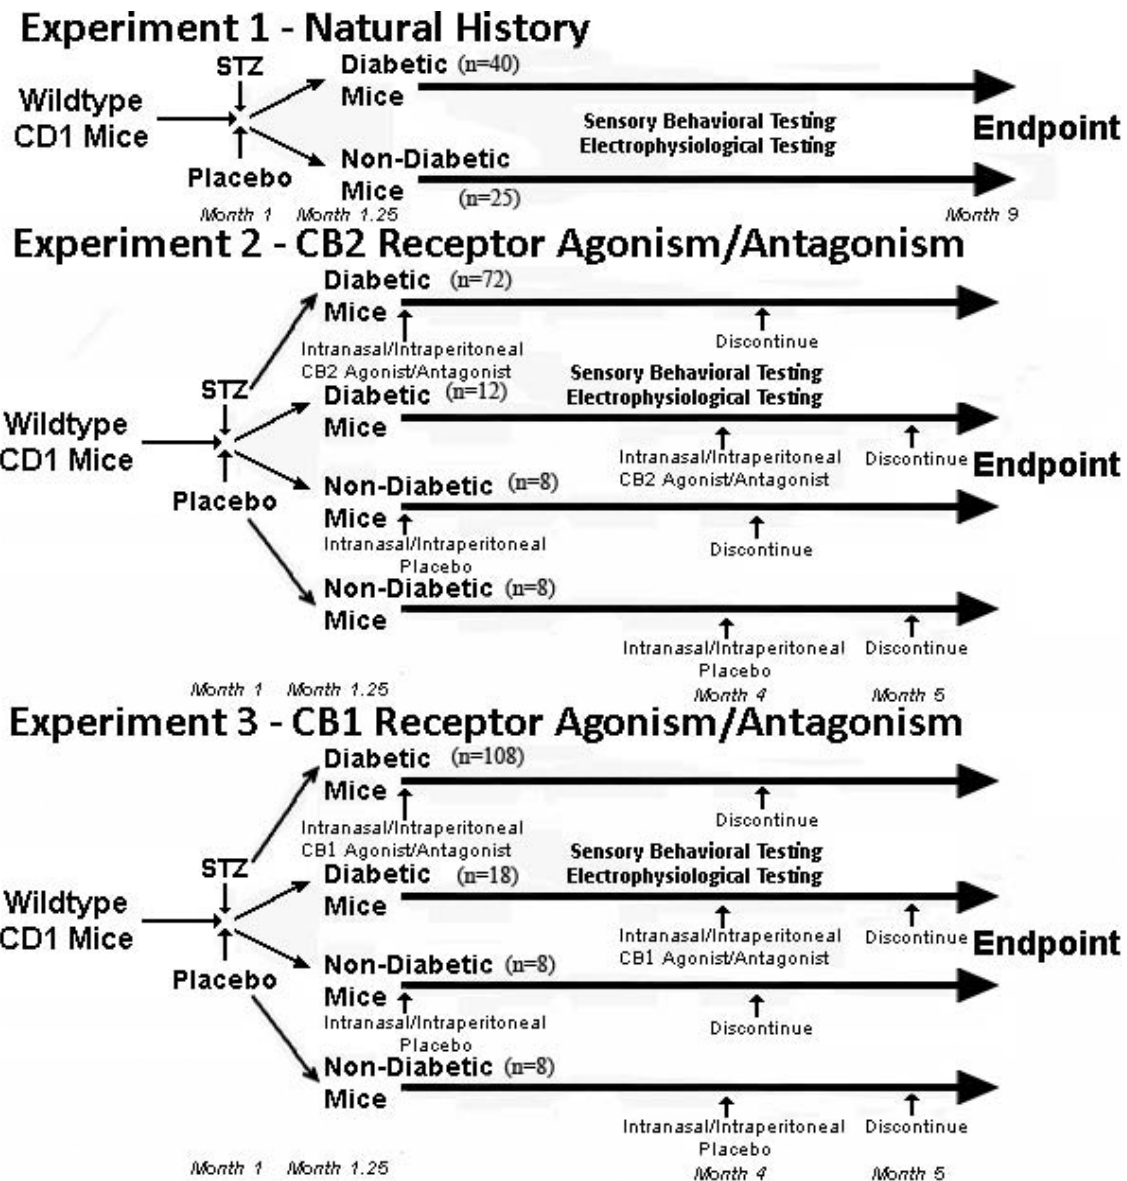 Experiment 1 - Natural History
STZ
Diabetic (n=40)
Mice
Wildtype
CD1 Mice
Sensory Behavioral Testing
Electrophysiological Testing
Endpoint
Placebo
Non-Diabetic
Mice (n=25)
Month 1 Month 1.25 Month 9
Experiment 2 - CB2 Receptor Agonism/Antagonism
Diabetic (n=72)
Mice
Intranasal/Intraperitoneal
CB2 Agonist/Antagonist
Discontinue
STZ
Diabetic (n=12)
Mice
Sensory Behavioral Testing
Electrophysiological Testing
Wildtype
CD1 Mice
Intranasal/Intraperitoneal
CB2 Agonist/Antagonist
Discontinue
Endpoint
Placebo
Non-Diabetic (n=8)
Mice
Intranasal/Intraperitoneal
Placebo
Discontinue
Non-Diabetic (n=8)
Mice
Intranasal/Intraperitoneal
Placebo
Discontinue
Month 1 Month 1.25 Month 4 Month 5
Experiment 3 - CB1 Receptor Agonism/Antagonism
Diabetic (n=108)
Mice
Intranasal/Intraperitoneal
CB1 Agonist/Antagonist
Discontinue
STZ
Diabetic (n=18)
Mice
Sensory Behavioral Testing
Electrophysiological Testing
Wildtype
CD1 Mice
Intranasal/Intraperitoneal
CB1 Agonist/Antagonist
Discontinue
Endpoint
Placebo
Non-Diabetic (n=8)
Mice
Intranasal/Intraperitoneal
Placebo
Discontinue
Non-Diabetic (n=8)
Mice
Intranasal/Intraperitoneal
Placebo
Discontinue
Month 1 Month 1.25 Month 4 Month 5